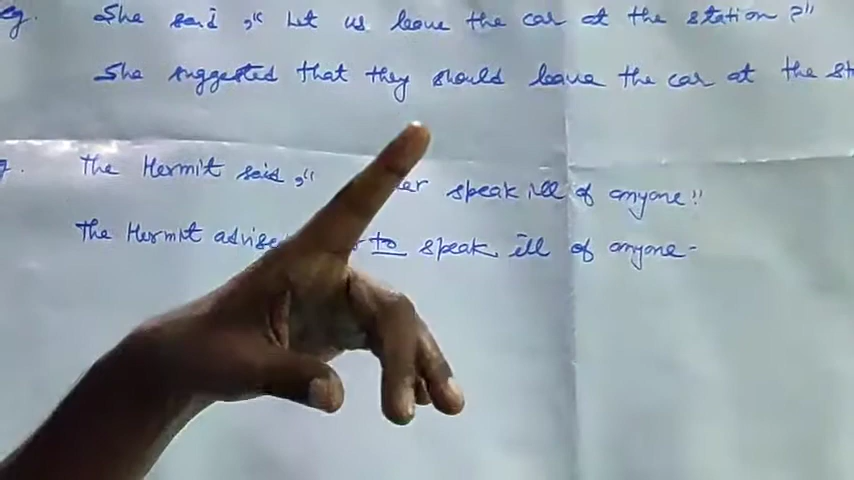 eg. She said, " Let us leave the car at the station ?"
She suggested that they should leave the car at the
The Hermit said, " speak ill of anyone!"
The Hermit to speak ill of anyone-